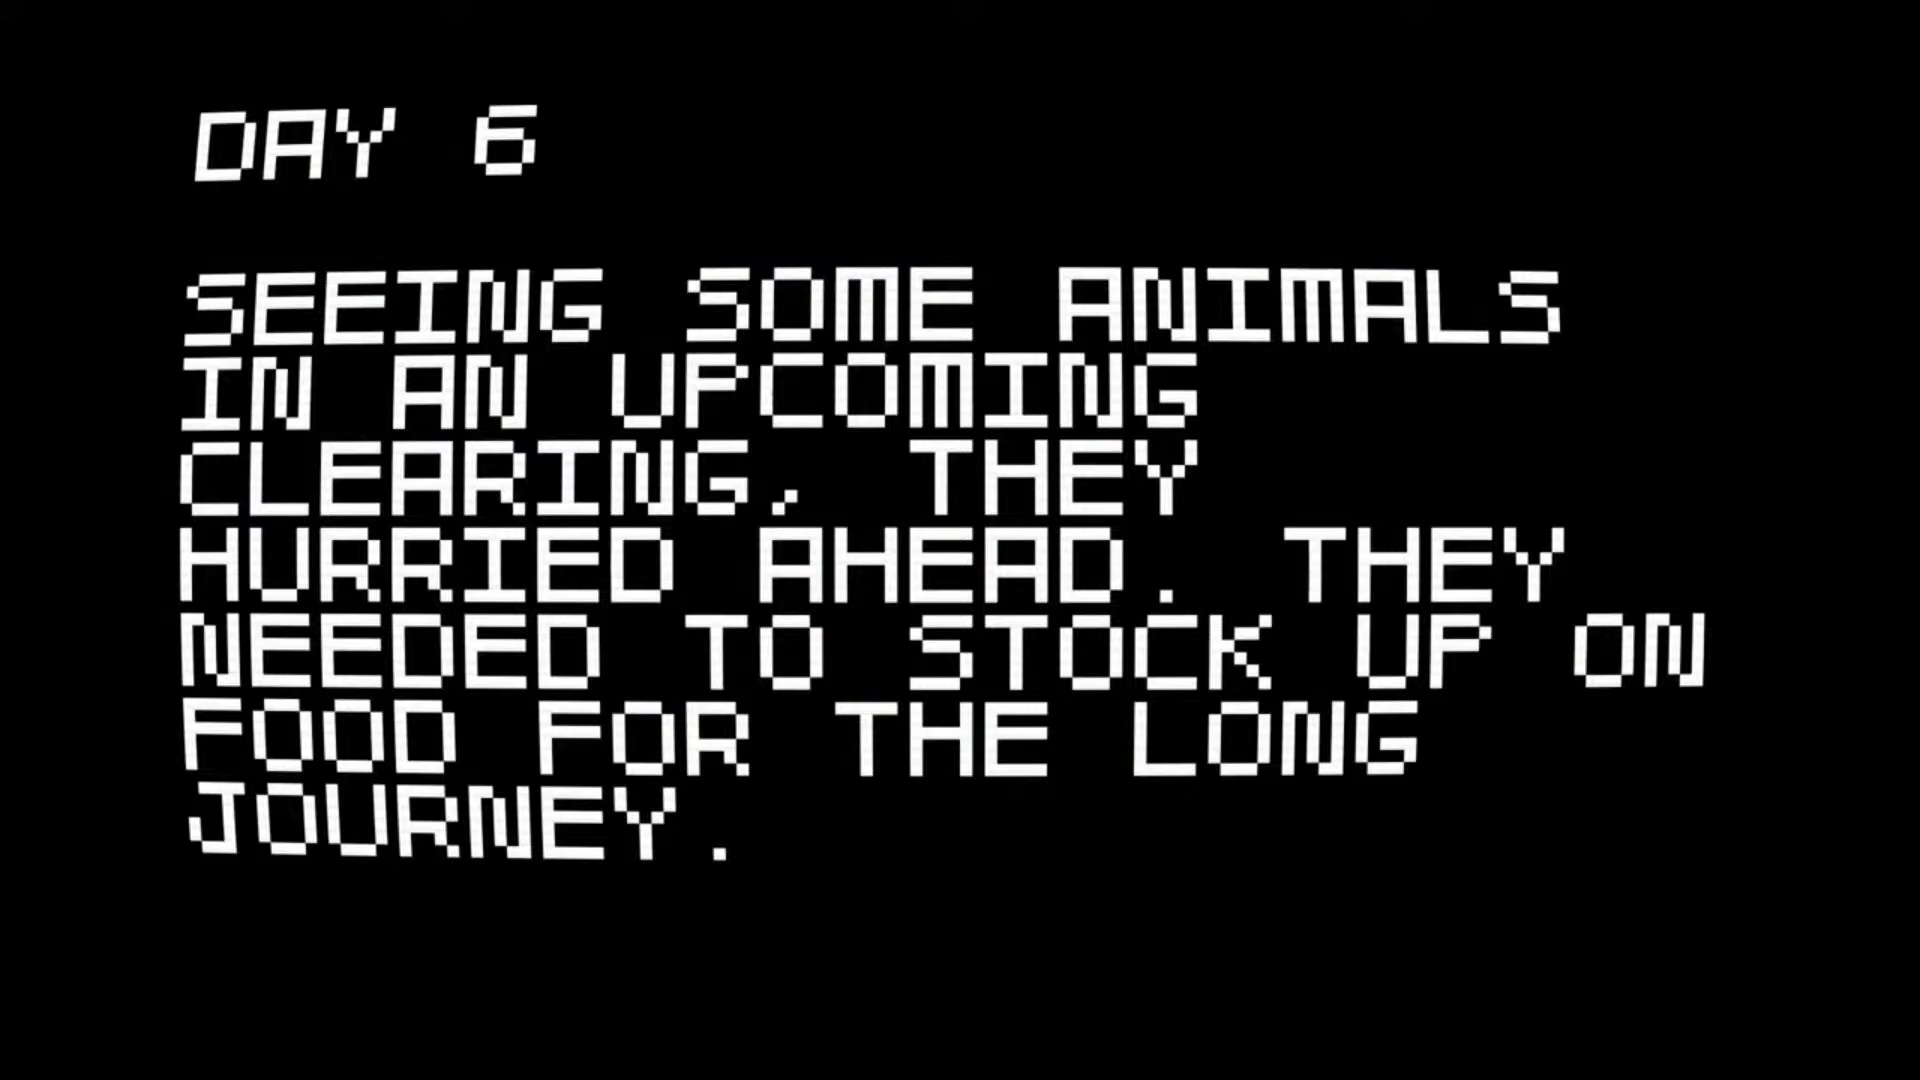 DAY 6
SEEING SOME ANIMALS
IN AN UPCOMING
CLEARING, THEY
HURRIED AHEAD. THEY
NEEDED TO STOCK UP ON
FOOD FOR THE LONG
JOURNEY.